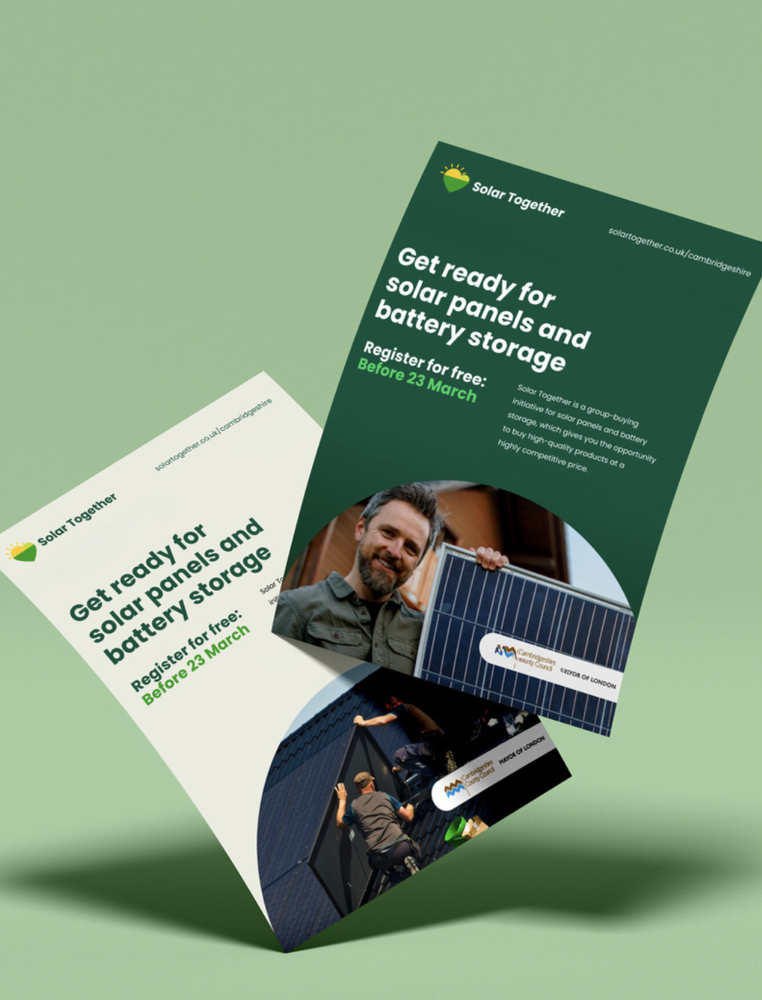 Solar Together
solartogether.co.uk/cambridgeshire
Get ready for
solar panels and
battery storage
Register for free:
Before 23 March
Solar Together is a group-buying
initiative for solar panels and battery
storage, which gives you the opportunity
to buy high-quality products at a
highly competitive price.
Cambridgeshire
County Council
MAYOR OF LONDON
solartogether.co.uk/cambridgeshire
Solar Together
Get ready for
solar panels and
battery storage
Register for free:
Before 23 March
Solar
Cambridgeshire
County Council
MAYOR OF LONDON